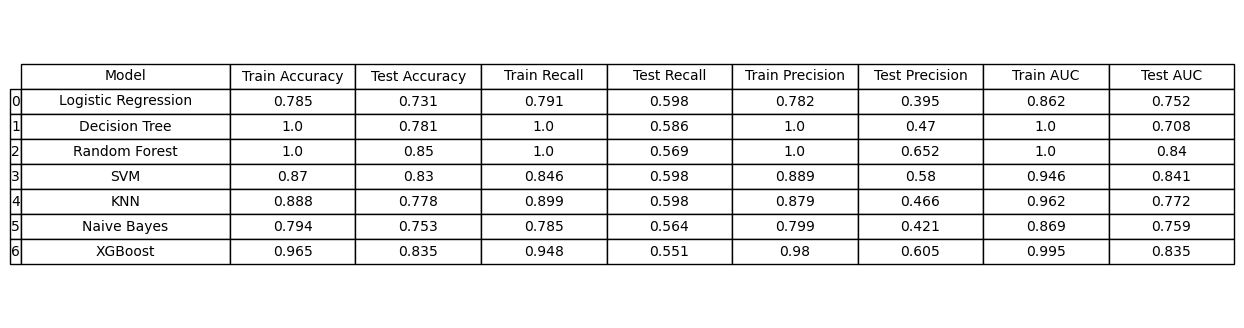 Model Train Accuracy Test Accuracy Train Recall Test Recall Train Precision Test Precision Train AUC Test AUC
0 Logistic Regression 0.785 0.731 0.791 0.598 0.782 0.395 0.862 0.752
1 Decision Tree 1.0 0.781 1.0 0.586 1.0 0.47 1.0 0.708
2 Random Forest 1.0 0.85 1.0 0.569 1.0 0.652 1.0 0.84
3 SVM 0.87 0.83 0.846 0.598 0.889 0.58 0.946 0.841
4 KNN 0.888 0.778 0.899 0.598 0.879 0.466 0.962 0.772
5 Naive Bayes 0.794 0.753 0.785 0.564 0.799 0.421 0.869 0.759
6 XGBoost 0.965 0.835 0.948 0.551 0.98 0.605 0.995 0.835